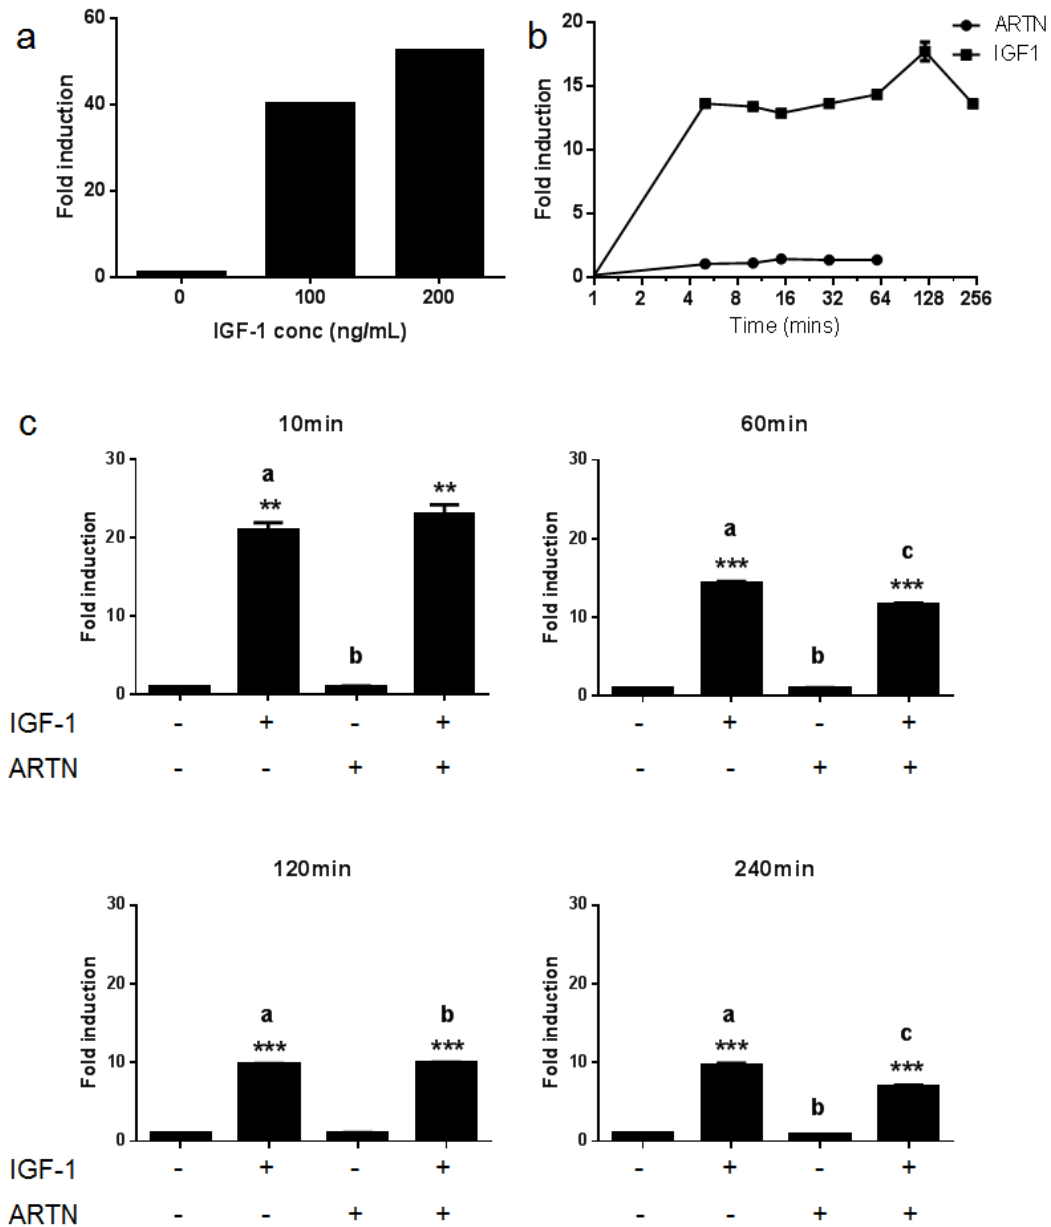 a
60
40
20
0
Fold induction
0 100 200
IGF-1 conc (ng/mL)
b
20
15
10
5
0
Fold induction
1 2 4 8 16 32 64 128 256
Time (mins)
ARTN
IGF1
c
10min
30
20
10
0
Fold induction
a
**
b
**
IGF-1 - + - +
ARTN - - + +
60min
30
20
10
0
Fold induction
a
***
b
c
***
- + - +
- - + +
120min
30
20
10
0
Fold induction
a
***
b
***
IGF-1 - + - +
ARTN - - + +
240min
30
20
10
0
Fold induction
a
***
b
c
***
- + - +
- - + +